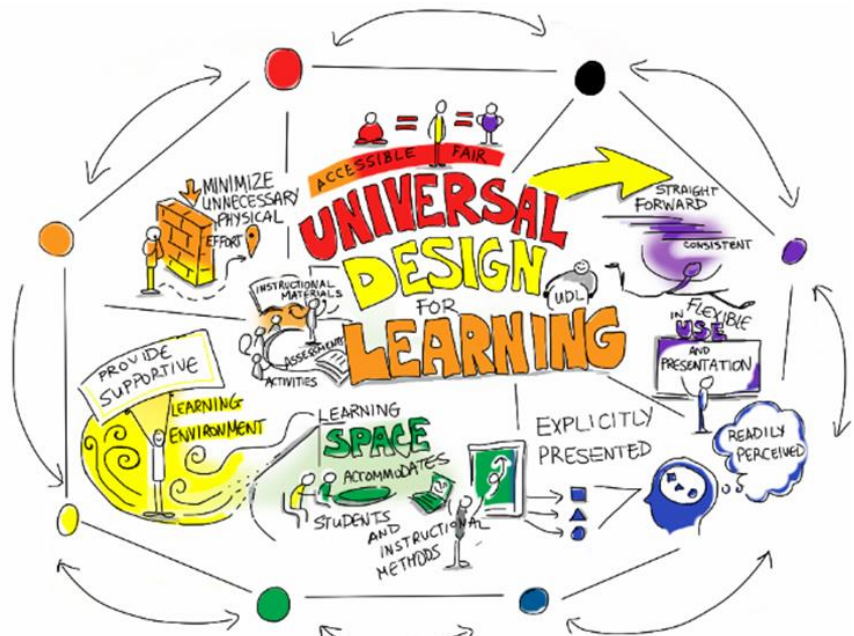 ACCESSIBLE FAIR
UNIVERSAL
DESIGN
FOR
LEARNING
UDL
STRAIGHT
FORWARD
CONSISTENT
FLEXIBLE
IN USE
AND
PRESENTATION
READILY
PERCEIVED
EXPLICITLY
PRESENTED
LEARNING
SPACE
ACCOMMODATES
STUDENTS
AND
INSTRUCTIONAL
METHODS
PROVIDE
SUPPORTIVE
LEARNING
ENVIRONMENT
MINIMIZE
UNNECESSARY
PHYSICAL
EFFORT
INSTRUCTIONAL
MATERIALS
ASSESSMENT
ACTIVITIES